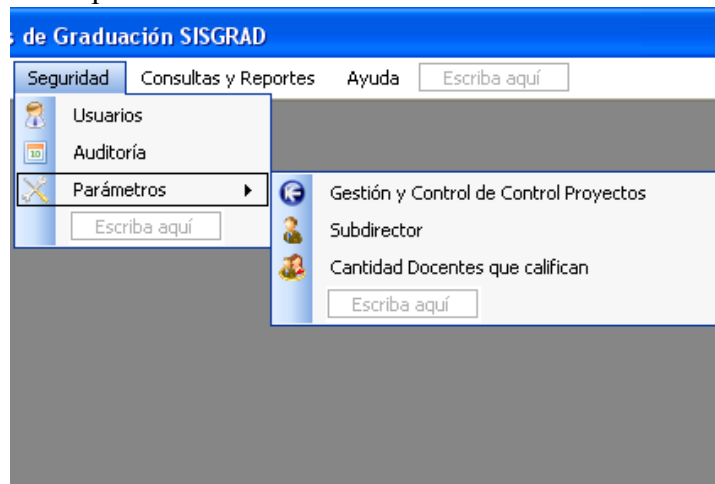 de Graduación SISGRAD
Seguridad Consultas y Reportes Ayuda Escriba aquí
Usuarios
10 Auditoría
Parámetros
Escriba aquí
Gestión y Control de Control Proyectos
Subdirector
Cantidad Docentes que califican
Escriba aquí